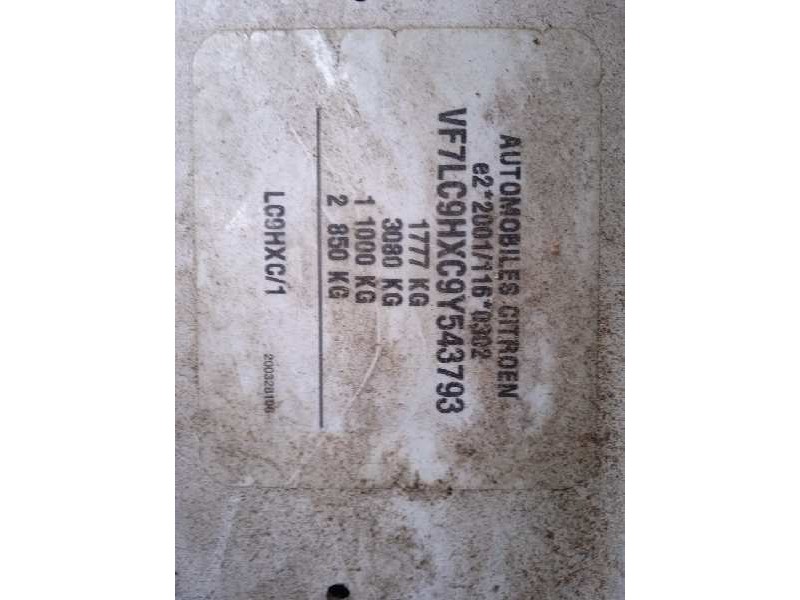 AUTOMOBILES CITROEN
e2*2001/116*0302
VF7LC9HXC9Y543793
1777 KG
3080 KG
1 1000 KG
2 850 KG
LC9HXC/1
200328106